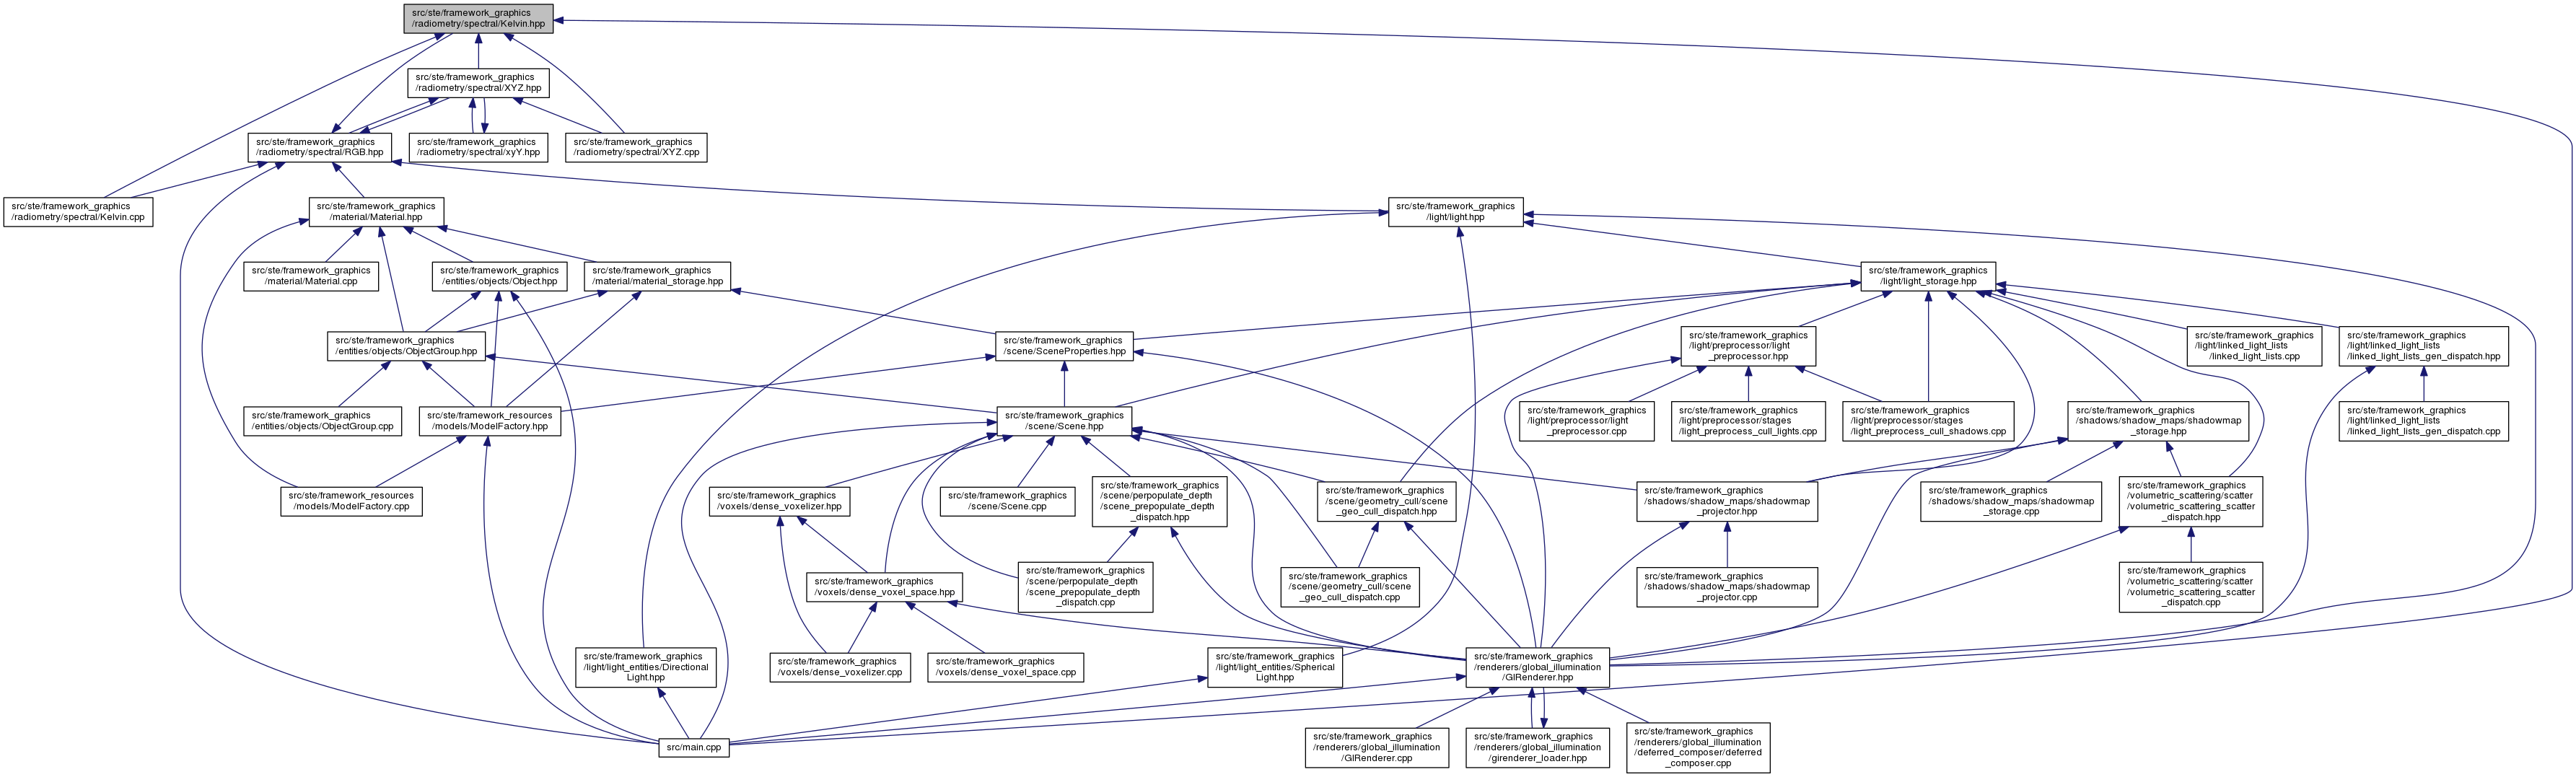 src/ste/framework_graphics
/radiometry/spectral/Kelvin.hpp
src/ste/framework_graphics
/radiometry/spectral/XYZ.hpp
src/ste/framework_graphics
/radiometry/spectral/RGB.hpp
src/ste/framework_graphics
/radiometry/spectral/xyY.hpp
src/ste/framework_graphics
/radiometry/spectral/XYZ.cpp
src/ste/framework_graphics
/radiometry/spectral/Kelvin.cpp
src/ste/framework_graphics
/material/Material.hpp
src/ste/framework_graphics
/light/light.hpp
src/ste/framework_graphics
/material/Material.cpp
src/ste/framework_graphics
/entities/objects/Object.hpp
src/ste/framework_graphics
/material/material_storage.hpp
src/ste/framework_graphics
/light/light_storage.hpp
src/ste/framework_graphics
/entities/objects/ObjectGroup.hpp
src/ste/framework_graphics
/scene/SceneProperties.hpp
src/ste/framework_graphics
/light/preprocessor/light
_preprocessor.hpp
src/ste/framework_graphics
/light/linked_light_lists
/linked_light_lists.cpp
src/ste/framework_graphics
/light/linked_light_lists
/linked_light_lists_gen_dispatch.hpp
src/ste/framework_graphics
/entities/objects/ObjectGroup.cpp
src/ste/framework_resources
/models/ModelFactory.hpp
src/ste/framework_graphics
/scene/Scene.hpp
src/ste/framework_graphics
/light/preprocessor/light
_preprocessor.cpp
src/ste/framework_graphics
/light/preprocessor/stages
/light_preprocess_cull_lights.cpp
src/ste/framework_graphics
/light/preprocessor/stages
/light_preprocess_cull_shadows.cpp
src/ste/framework_graphics
/shadows/shadow_maps/shadowmap
_storage.hpp
src/ste/framework_graphics
/light/linked_light_lists
/linked_light_lists_gen_dispatch.cpp
src/ste/framework_resources
/models/ModelFactory.cpp
src/ste/framework_graphics
/voxels/dense_voxelizer.hpp
src/ste/framework_graphics
/scene/Scene.cpp
src/ste/framework_graphics
/scene/perpopulate_depth
/scene_prepopulate_depth
_dispatch.hpp
src/ste/framework_graphics
/scene/geometry_cull/scene
_geo_cull_dispatch.hpp
src/ste/framework_graphics
/shadows/shadow_maps/shadowmap
_projector.hpp
src/ste/framework_graphics
/shadows/shadow_maps/shadowmap
_storage.cpp
src/ste/framework_graphics
/volumetric_scattering/scatter
/volumetric_scattering_scatter
_dispatch.hpp
src/ste/framework_graphics
/voxels/dense_voxel_space.hpp
src/ste/framework_graphics
/scene/perpopulate_depth
/scene_prepopulate_depth
_dispatch.cpp
src/ste/framework_graphics
/scene/geometry_cull/scene
_geo_cull_dispatch.cpp
src/ste/framework_graphics
/shadows/shadow_maps/shadowmap
_projector.cpp
src/ste/framework_graphics
/volumetric_scattering/scatter
/volumetric_scattering_scatter
_dispatch.cpp
src/ste/framework_graphics
/light/light_entities/Directional
Light.hpp
src/ste/framework_graphics
/voxels/dense_voxelizer.cpp
src/ste/framework_graphics
/voxels/dense_voxel_space.cpp
src/ste/framework_graphics
/light/light_entities/Spherical
Light.hpp
src/ste/framework_graphics
/renderers/global_illumination
/GIRenderer.hpp
src/main.cpp
src/ste/framework_graphics
/renderers/global_illumination
/GIRenderer.cpp
src/ste/framework_graphics
/renderers/global_illumination
/girenderer_loader.hpp
src/ste/framework_graphics
/renderers/global_illumination
/deferred_composer/deferred
_composer.cpp